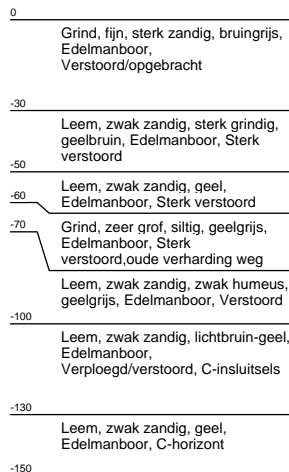 0
Grind, fijn, sterk zandig, bruingrijs,
Edelmanboor,
Verstoord/opgebracht
-30
Leem, zwak zandig, sterk grindig,
geelbruin, Edelmanboor, Sterk
verstoord
-50
Leem, zwak zandig, geel,
Edelmanboor, Sterk verstoord
-60
Grind, zeer grof, siltig, geelgrijs,
Edelmanboor, Sterk
verstoord,oude verharding weg
-70
Leem, zwak zandig, zwak humeus,
geelgrijs, Edelmanboor, Verstoord
-100
Leem, zwak zandig, lichtbruin-geel,
Edelmanboor,
Verploegd/verstoord, C-insluitsels
-130
Leem, zwak zandig, geel,
Edelmanboor, C-horizont
-150